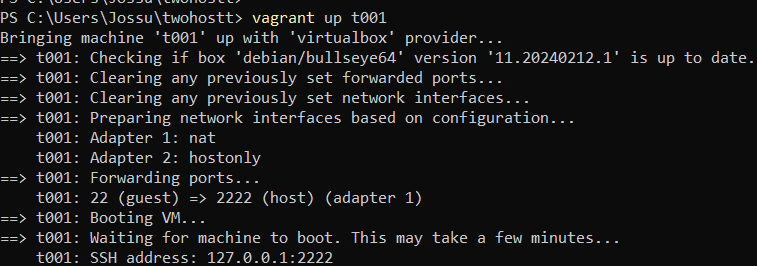 PS C:\Users\Jossu\twohostt>
PS C:\Users\Jossu\twohostt> vagrant up t001
Bringing machine 't001' up with 'virtualbox' provider...
==> t001: Checking if box 'debian/bullseye64' version '11.20240212.1' is up to date.
==> t001: Clearing any previously set forwarded ports...
==> t001: Clearing any previously set network interfaces...
==> t001: Preparing network interfaces based on configuration...
    t001: Adapter 1: nat
    t001: Adapter 2: hostonly
==> t001: Forwarding ports...
    t001: 22 (guest) => 2222 (host) (adapter 1)
==> t001: Booting VM...
==> t001: Waiting for machine to boot. This may take a few minutes...
    t001: SSH address: 127.0.0.1:2222